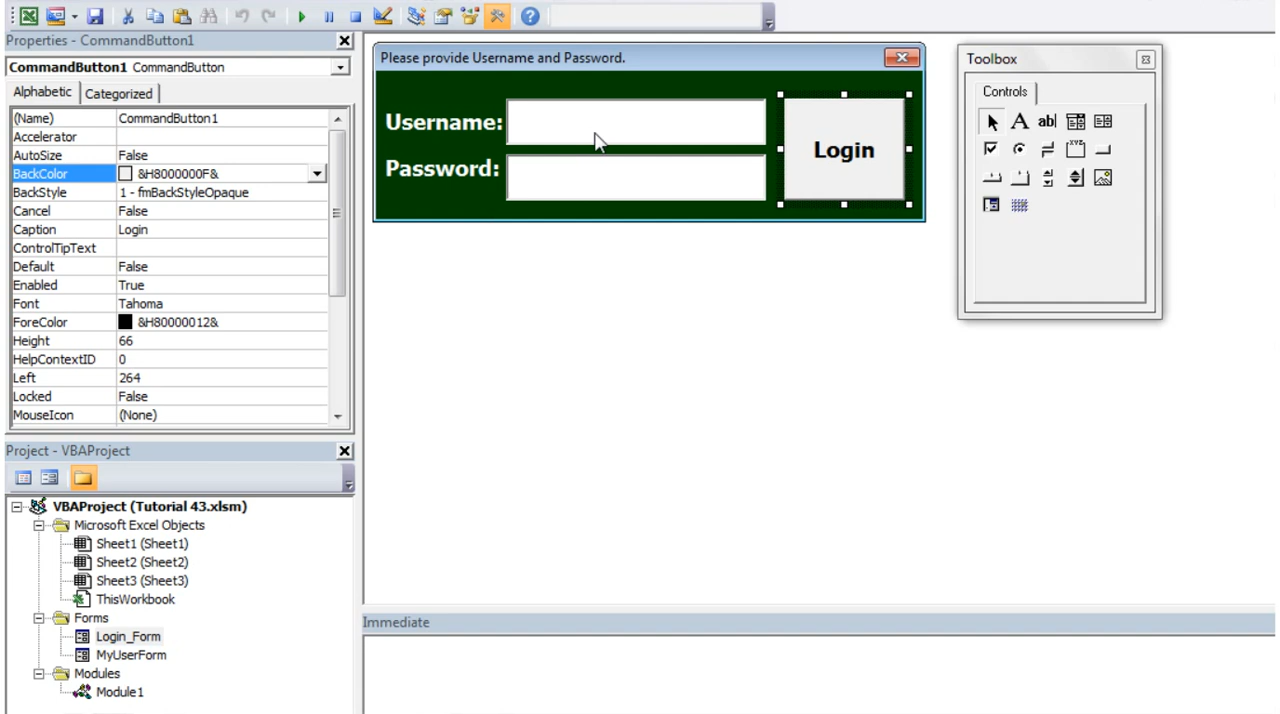 Properties - CommandButton1
CommandButton1 CommandButton
Alphabetic Categorized
(Name) CommandButton1
Accelerator
AutoSize False
BackColor &H8000000F&
BackStyle 1 - fmBackStyleOpaque
Cancel False
Caption Login
ControlTipText
Default False
Enabled True
Font Tahoma
ForeColor &H80000012&
Height 66
HelpContextID 0
Left 264
Locked False
MouseIcon (None)
Project - VBAProject
VBAProject (Tutorial 43.xlsm)
Microsoft Excel Objects
Sheet1 (Sheet1)
Sheet2 (Sheet2)
Sheet3 (Sheet3)
ThisWorkbook
Forms
Login_Form
MyUserForm
Modules
Module1
Please provide Username and Password.
Username:
Password:
Login
Toolbox
Controls
A ab|
XYZ
Immediate